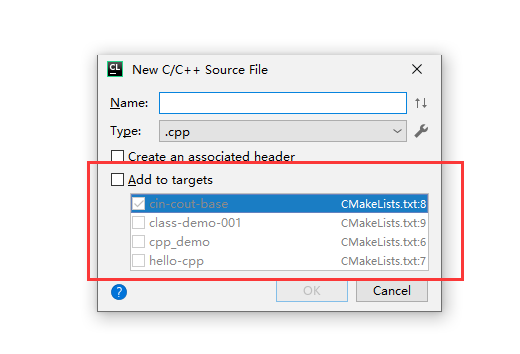 CL New C/C++ Source File
Name:
Type: .cpp
Create an associated header
Add to targets
cin-cout-base CMakeLists.txt:8
class-demo-001 CMakeLists.txt:9
cpp_demo CMakeLists.txt:6
hello-cpp CMakeLists.txt:7
? OK Cancel